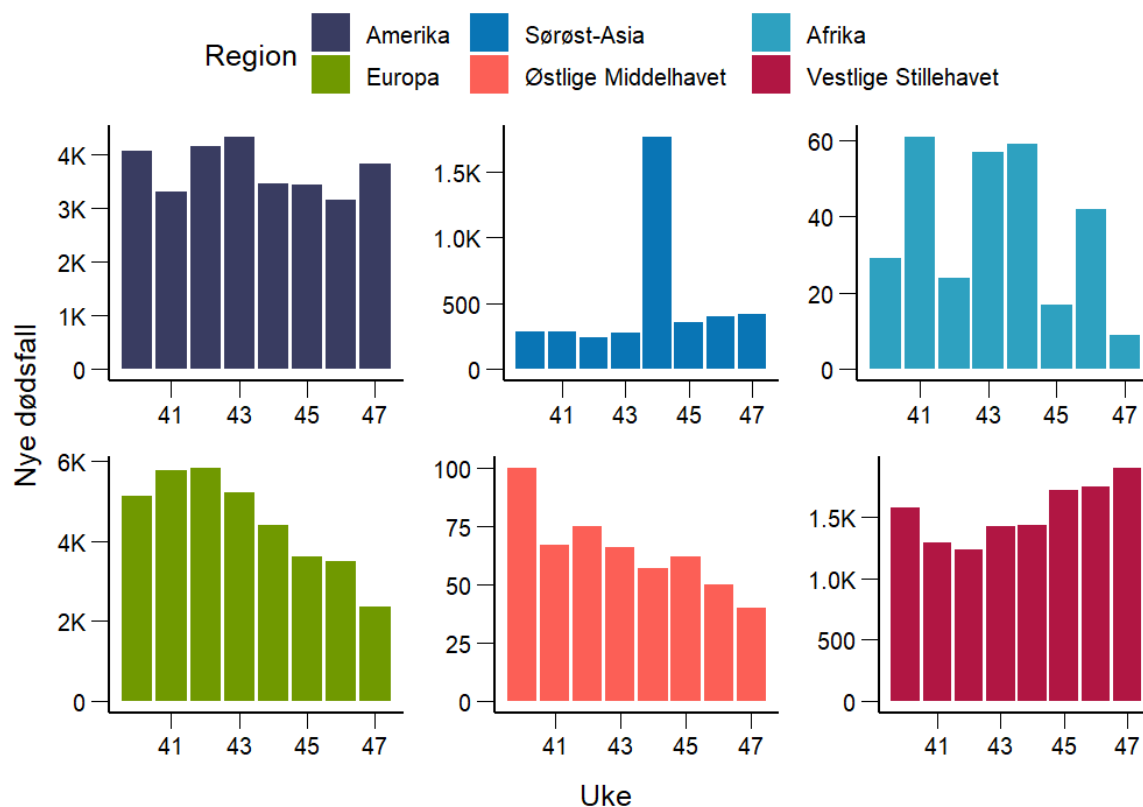 Region
Amerika Sørøst-Asia Afrika
Europa Østlige Middelhavet Vestlige Stillehavet
Nye dødsfall
4K
3K
2K
1K
0
41 43 45 47
1.5K
1.0K
500
0
41 43 45 47
60
40
20
0
41 43 45 47
6K
4K
2K
0
41 43 45 47
100
75
50
25
0
41 43 45 47
1.5K
1.0K
500
0
41 43 45 47
Uke